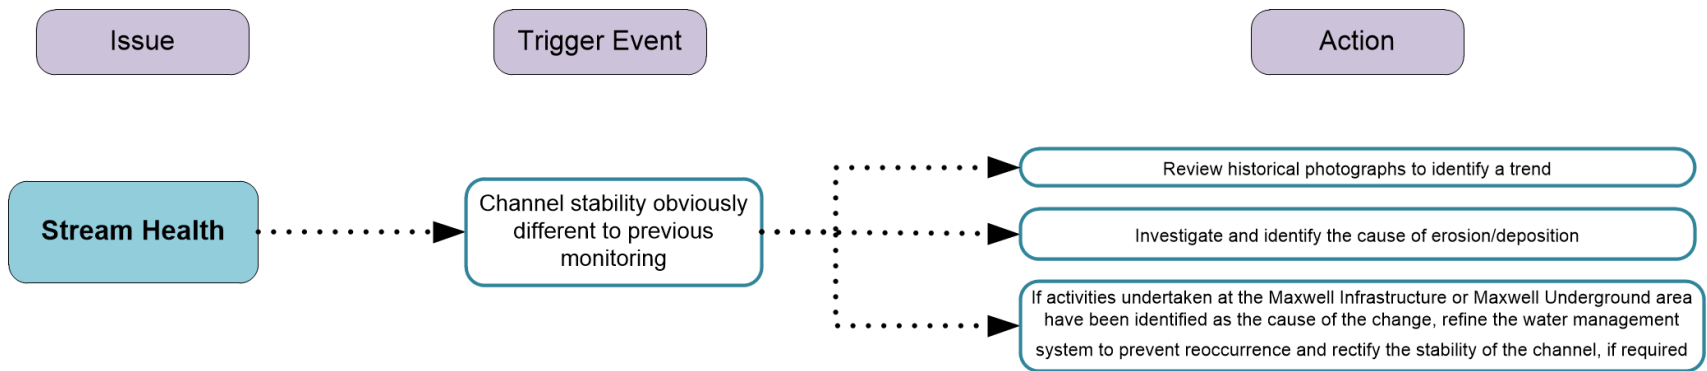 Issue
Trigger Event
Action
Stream Health
Channel stability obviously
different to previous
monitoring
Review historical photographs to identify a trend
Investigate and identify the cause of erosion/deposition
If activities undertaken at the Maxwell Infrastructure or Maxwell Underground area
have been identified as the cause of the change, refine the water management
system to prevent reoccurrence and rectify the stability of the channel, if required